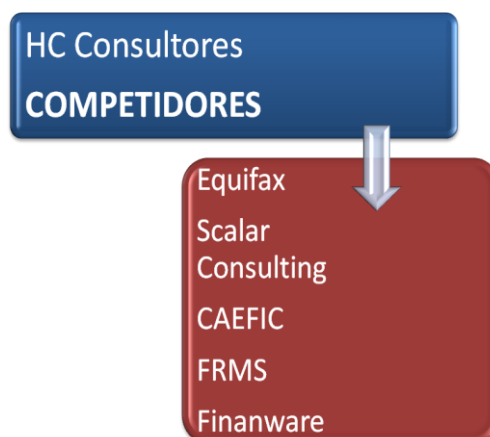 HC Consultores
COMPETIDORES
Equifax
Scalar
Consulting
CAEFIC
FRMS
Finanware